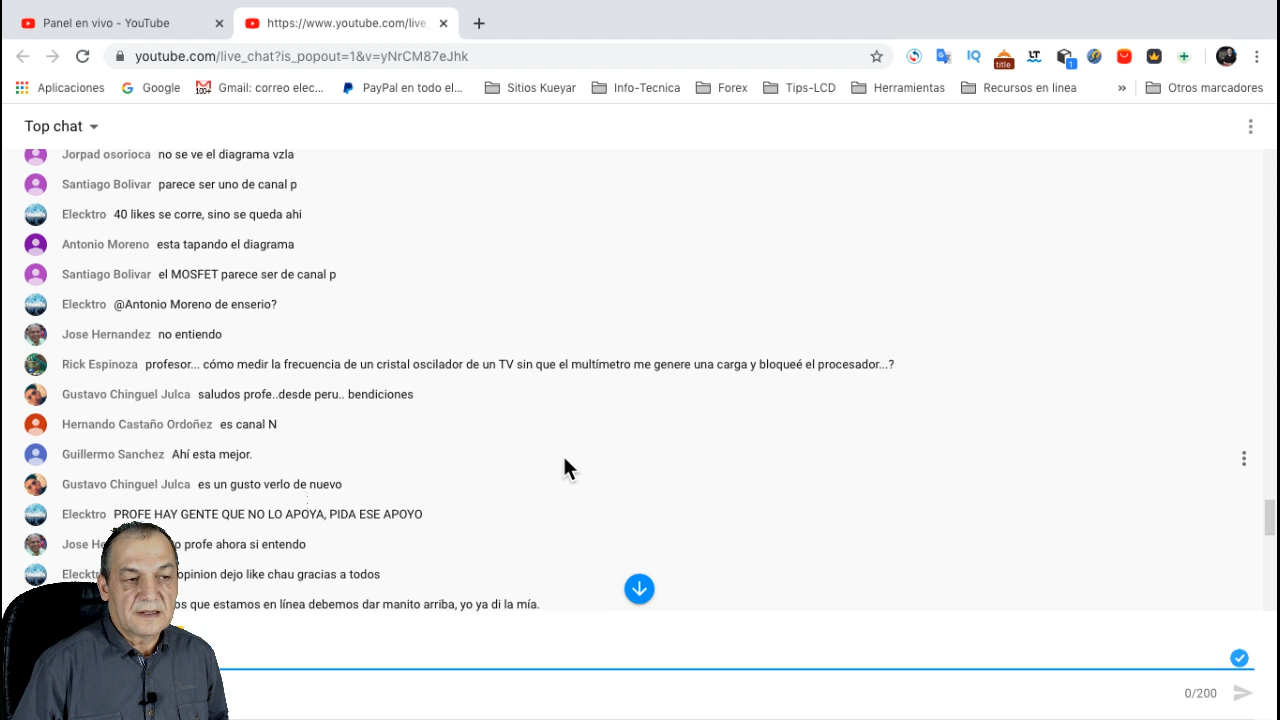 Panel en vivo - YouTube
https://www.youtube.com/live_
youtube.com/live_chat?is_popout=1&v=yNrCM87eJhk
IQ
title
LT
1
Aplicaciones
Google
100+
Gmail: correo elec...
PayPal en todo el...
Sitios Kueyar
Info-Tecnica
Forex
Tips-LCD
Herramientas
Recursos en linea
»
Otros marcadores
Top chat
Jorpad osorioca no se ve el diagrama vzla
Santiago Bolivar parece ser uno de canal p
Elecktro 40 likes se corre, sino se queda ahi
Antonio Moreno esta tapando el diagrama
Santiago Bolivar el MOSFET parece ser de canal p
Elecktro @Antonio Moreno de enserio?
Jose Hernandez no entiendo
Rick Espinoza profesor... cómo medir la frecuencia de un cristal oscilador de un TV sin que el multímetro me genere una carga y bloqueé el procesador...?
Gustavo Chinguel Julca saludos profe..desde peru.. bendiciones
Hernando Castaño Ordoñez es canal N
Guillermo Sanchez Ahí esta mejor.
Gustavo Chinguel Julca es un gusto verlo de nuevo
Elecktro PROFE HAY GENTE QUE NO LO APOYA, PIDA ESE APOYO
Jose profe ahora si entendo
opinion dejo like chau gracias a todos
que estamos en línea debemos dar manito arriba, yo ya di la mía.
0/200